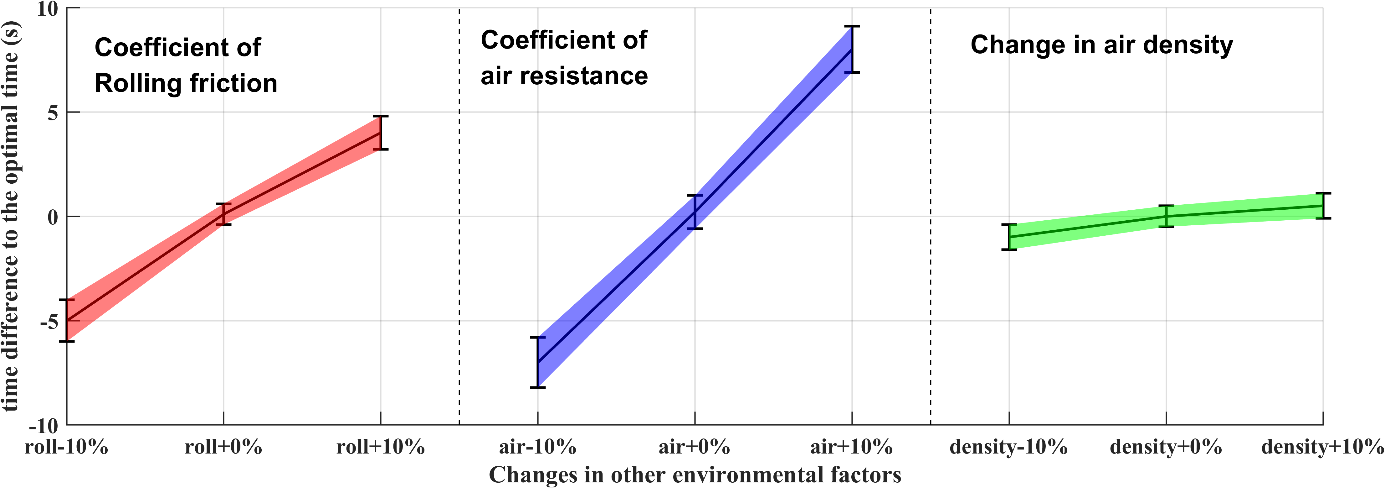 time difference to the optimal time (s)
10
5
0
-5
-10
Coefficient of
Rolling friction
Coefficient of
air resistance
Change in air density
roll-10%
roll+0%
roll+10%
air-10%
air+0%
air+10%
density-10%
density+0%
density+10%
Changes in other environmental factors